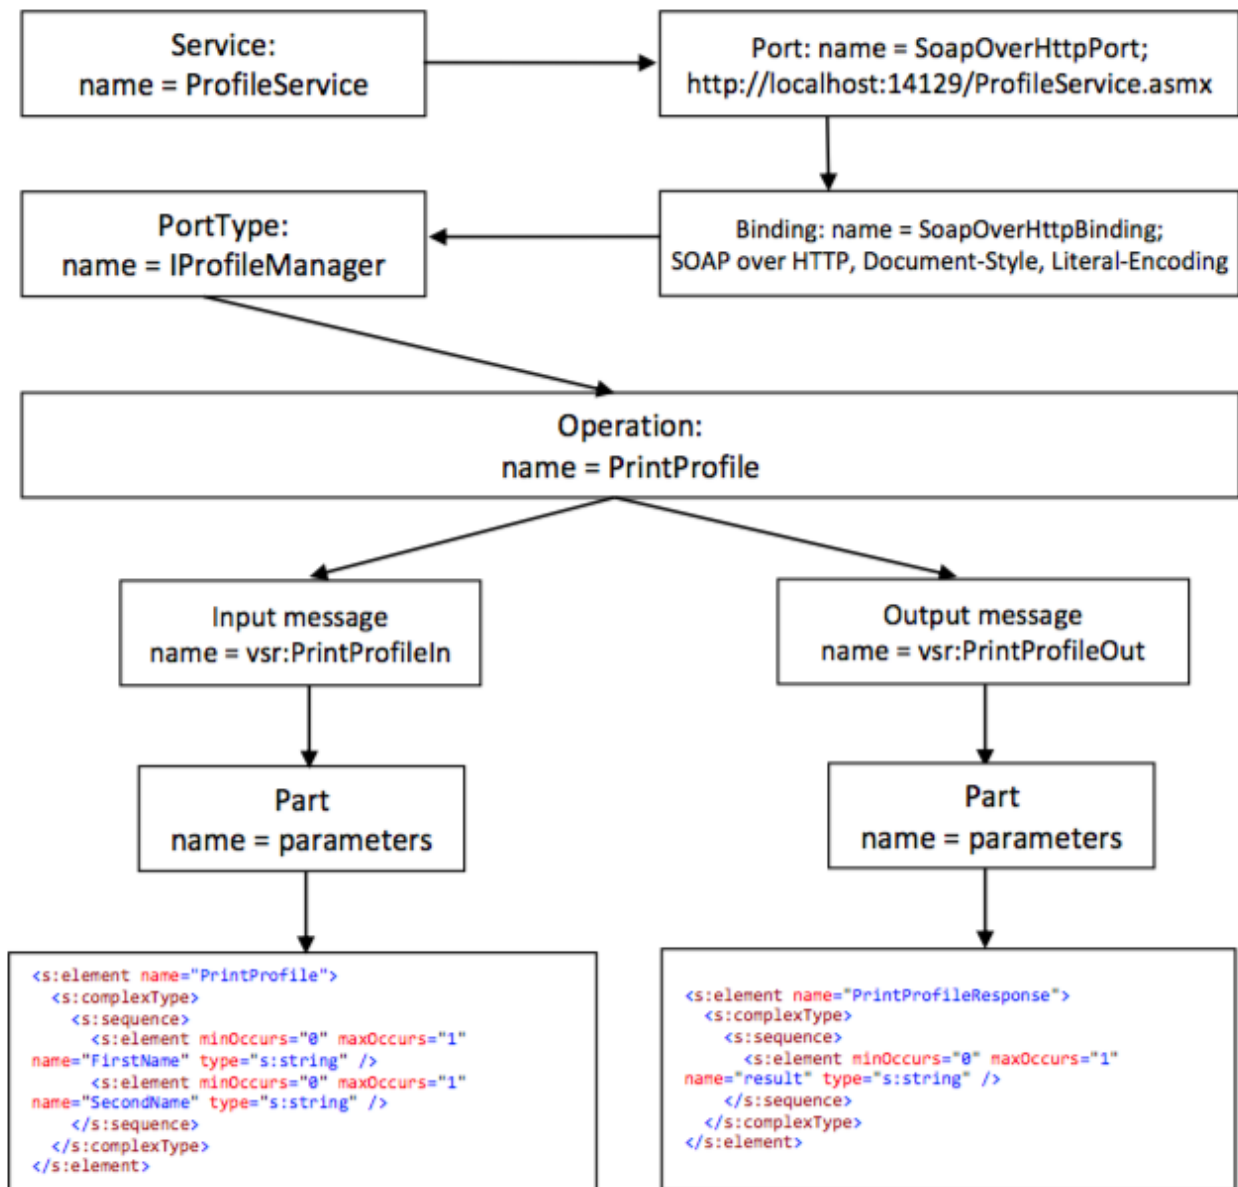 Service:
name = ProfileService
Port: name = SoapOverHttpPort;
http://localhost:14129/ProfileService.asmx
PortType:
name = IProfileManager
Binding: name = SoapOverHttpBinding;
SOAP over HTTP, Document-Style, Literal-Encoding
Operation:
name = PrintProfile
Input message
name = vsr:PrintProfileIn
Output message
name = vsr:PrintProfileOut
Part
name = parameters
Part
name = parameters
<s:element name="PrintProfile">
<s:complexType>
<s:sequence>
<s:element minOccurs="0" maxOccurs="1"
name="FirstName" type="s:string" />
<s:element minOccurs="0" maxOccurs="1"
name="SecondName" type="s:string" />
</s:sequence>
</s:complexType>
</s:element>
<s:element name="PrintProfileResponse">
<s:complexType>
<s:sequence>
<s:element minOccurs="0" maxOccurs="1"
name="result" type="s:string" />
</s:sequence>
</s:complexType>
</s:element>